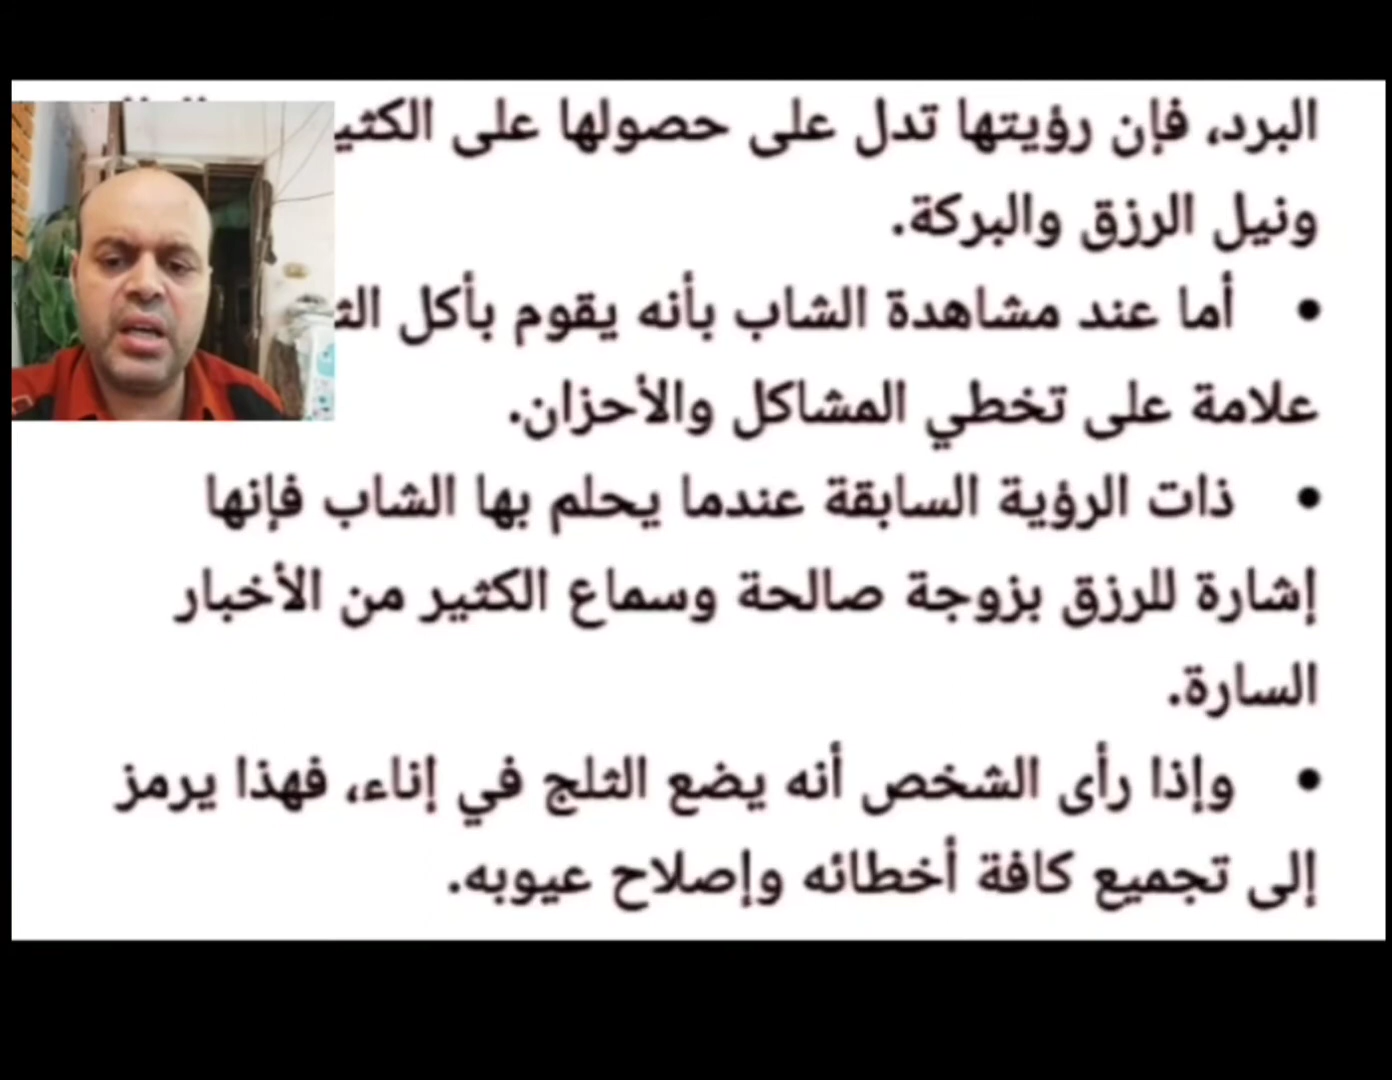 البرد، فإن رؤيتها تدل على حصولها على
ونيل الرزق والبركة.
• أما عند مشاهدة الشاب بأنه يقوم بأكل
علامة على تخطي المشاكل والأحزان.
• ذات الرؤية السابقة عندما يحلم بها الشاب فإنها
إشارة للرزق بزوجة صالحة وسماع الكثير من الأخبار
السارة.
• وإذا رأى الشخص أنه يضع الثلج في إناء، فهذا يرمز
إلى تجميع كافة أخطائه وإصلاح عيوبه.